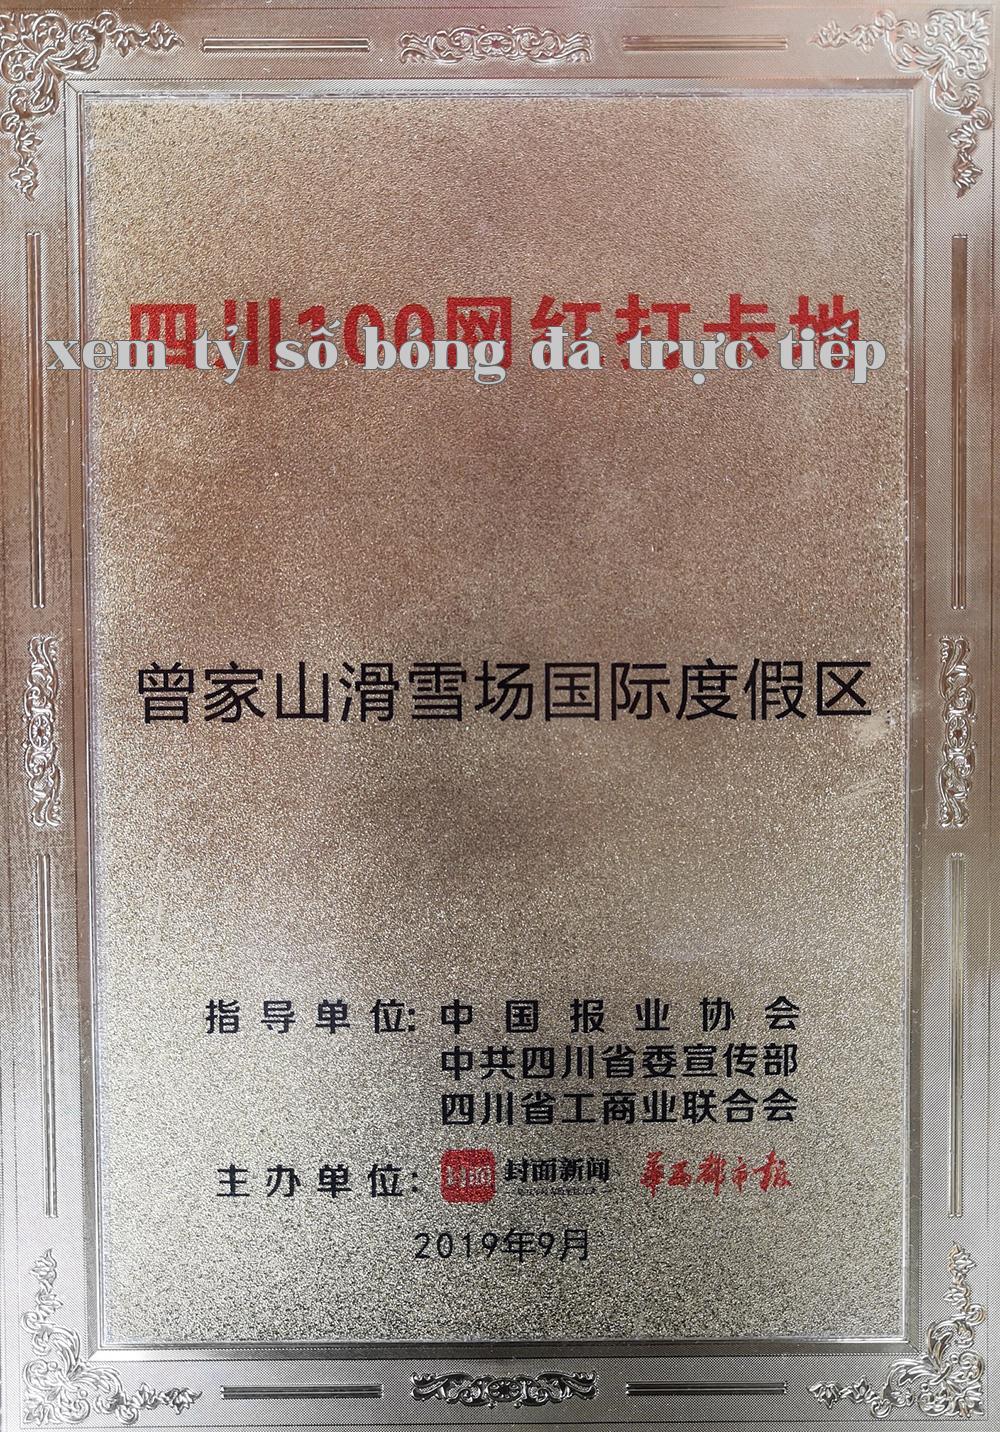 四川100网红打卡地
xem tỷ số bóng đá trực tiếp
曾家山滑雪场国际度假区
指导单位: 中国报业协会
中共四川省委宣传部
四川省工商业联合会
主办单位: 封面 封面新闻 华西都市报
2019年9月